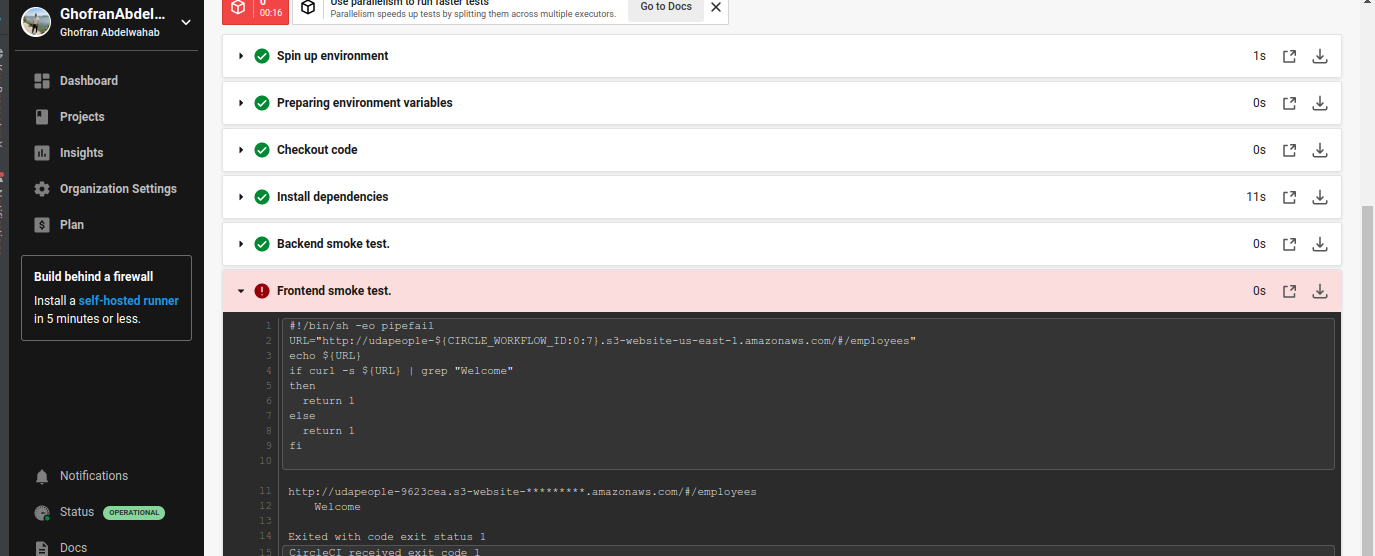 GhofranAbdel...
Ghofran Abdelwahab
Dashboard
Projects
Insights
Organization Settings
Plan
Build behind a firewall
Install a self-hosted runner
in 5 minutes or less.
Notifications
Status OPERATIONAL
Docs
0
00:16
Use parallelism to run faster tests
Parallelism speeds up tests by splitting them across multiple executors.
Go to Docs
Spin up environment 1s
Preparing environment variables 0s
Checkout code 0s
Install dependencies 11s
Backend smoke test. 0s
Frontend smoke test. 0s
1 #!/bin/sh -eo pipefail
2 URL="http://udapeople-${CIRCLE_WORKFLOW_ID:0:7}.s3-website-us-east-1.amazonaws.com/#/employees"
3 echo ${URL}
4 if curl -s ${URL} | grep "Welcome"
5 then
6 return 1
7 else
8 return 1
9 fi
10
11 http://udapeople-9623cea.s3-website-*********.amazonaws.com/#/employees
12 Welcome
13
14 Exited with code exit status 1
15 CircleCI received exit code 1